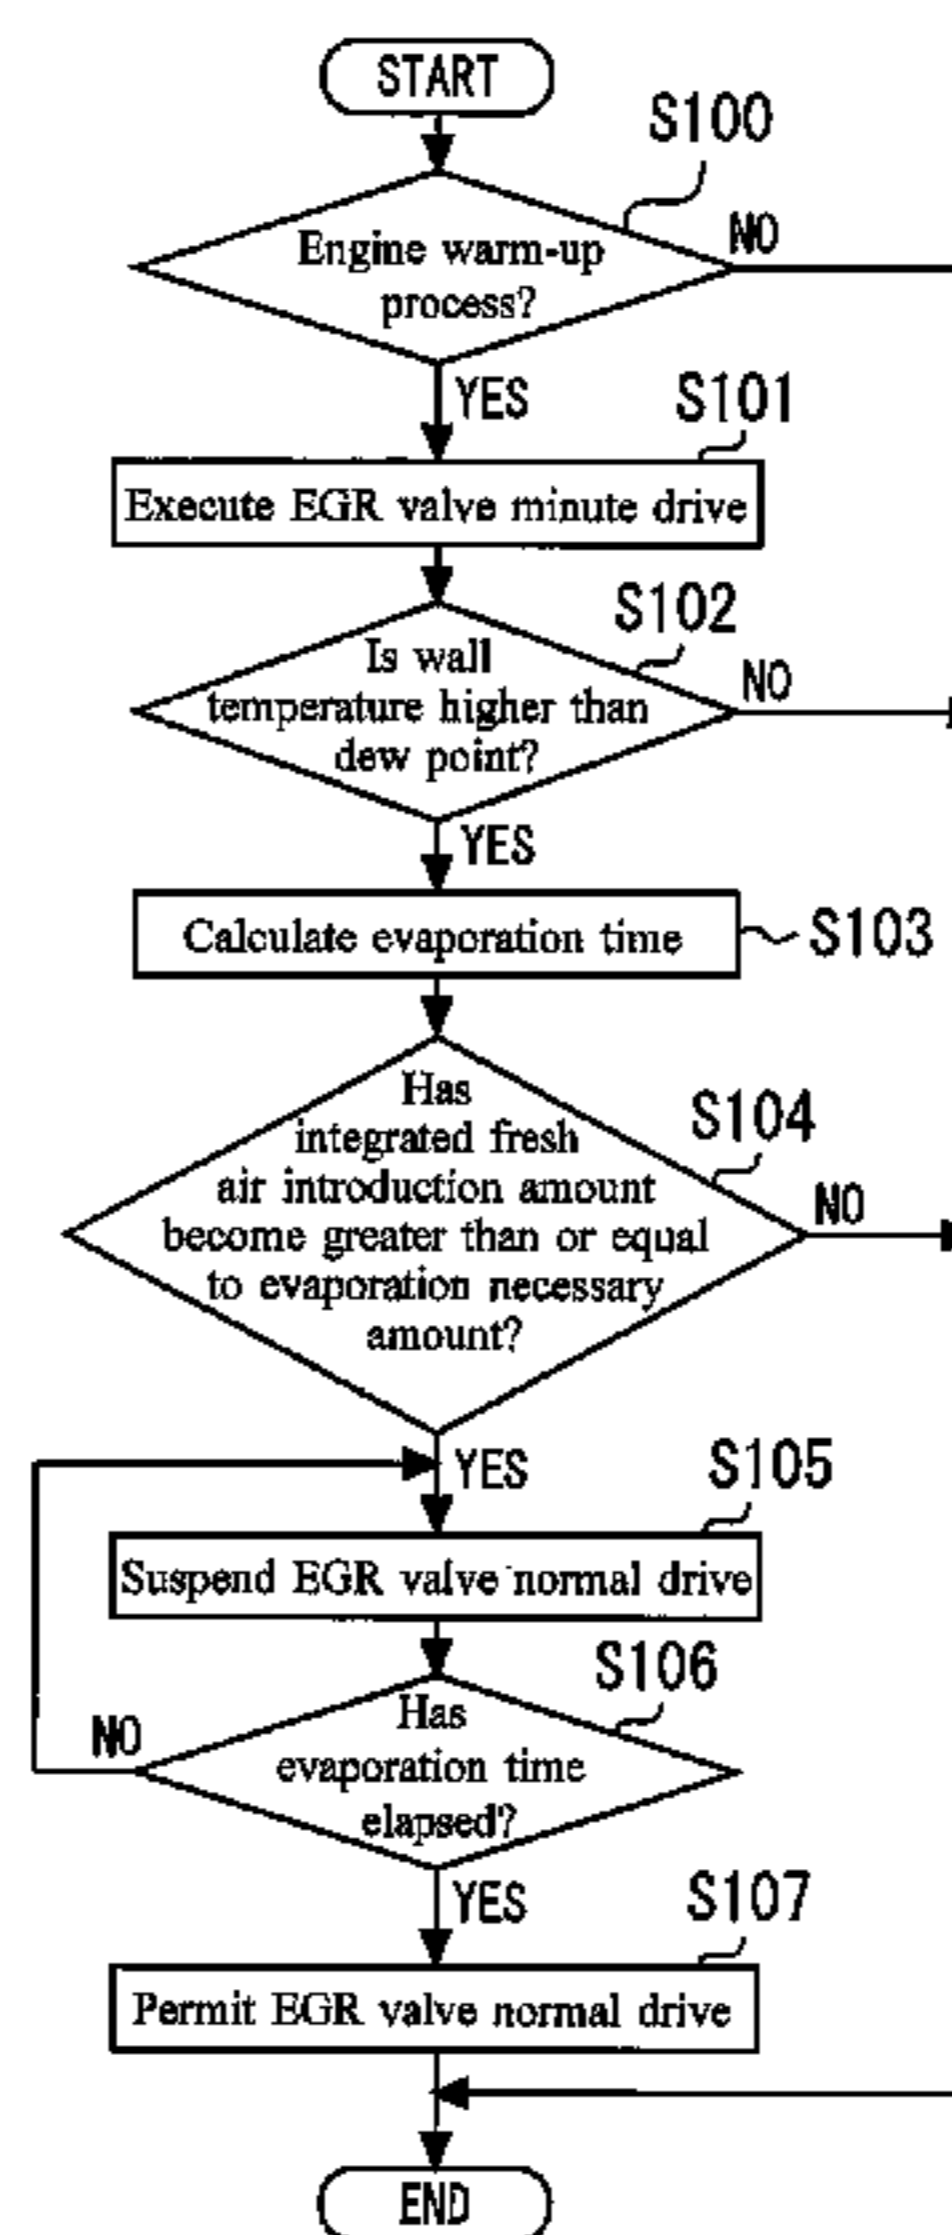 START
S100
Engine warm-up
process?
NO
YES
S101
Execute EGR valve minute drive
S102
Is wall
temperature higher than
dew point?
NO
YES
Calculate evaporation time
S103
Has
integrated fresh
air introduction amount
become greater than or equal
to evaporation necessary
amount?
S104
NO
YES
S105
Suspend EGR valve normal drive
S106
Has
evaporation time
elapsed?
NO
YES
S107
Permit EGR valve normal drive
END